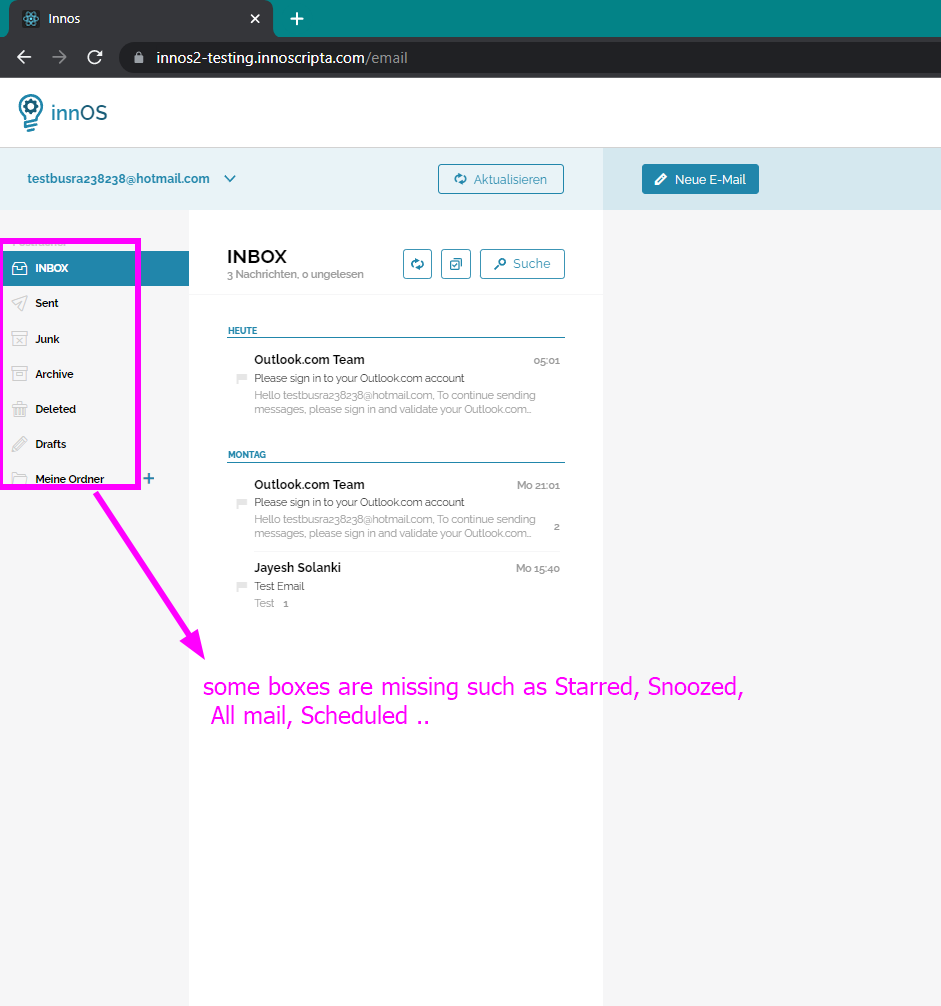 Innos
innos2-testing.innoscripta.com/email
innOS
testbusra238238@hotmail.com
Aktualisieren
Neue E-Mail
INBOX
Sent
Junk
Archive
Deleted
Drafts
Meine Ordner
INBOX
3 Nachrichten, 0 ungelesen
Suche
HEUTE
Outlook.com Team 05:01
Please sign in to your Outlook.com account
Hello testbusra238238@hotmail.com, To continue sending
messages, please sign in and validate your Outlook.com...
MONTAG
Outlook.com Team Mo 21:01
Please sign in to your Outlook.com account
Hello testbusra238238@hotmail.com, To continue sending
messages, please sign in and validate your Outlook.com... 2
Jayesh Solanki Mo 15:40
Test Email
Test 1
some boxes are missing such as Starred, Snoozed,
All mail, Scheduled ..